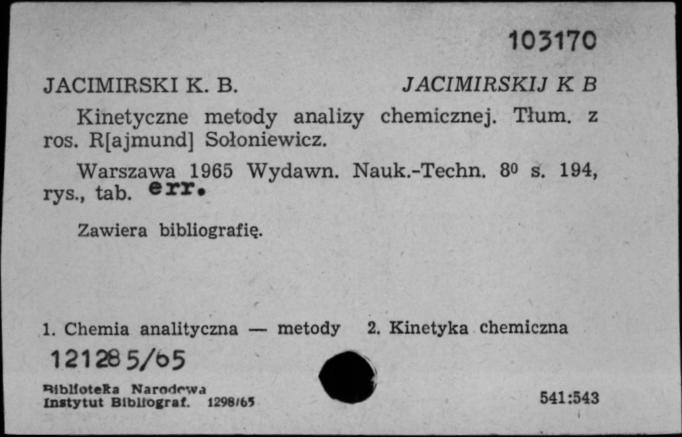 103170
JACIMIRSKI K. B. JACIMIRSKIJ K B
Kinetyczne metody analizy chemicznej. Tłum. z
ros. R[ajmund] Sołoniewicz.
Warszawa 1965 Wydawn. Nauk.-Techn. 8⁰ s. 194,
rys., tab. err.
Zawiera bibliografię.
1. Chemia analityczna — metody 2. Kinetyka chemiczna
121285/65
Biblioteka Narodowa
Instytut Bibliograf. 1298/65
541:543